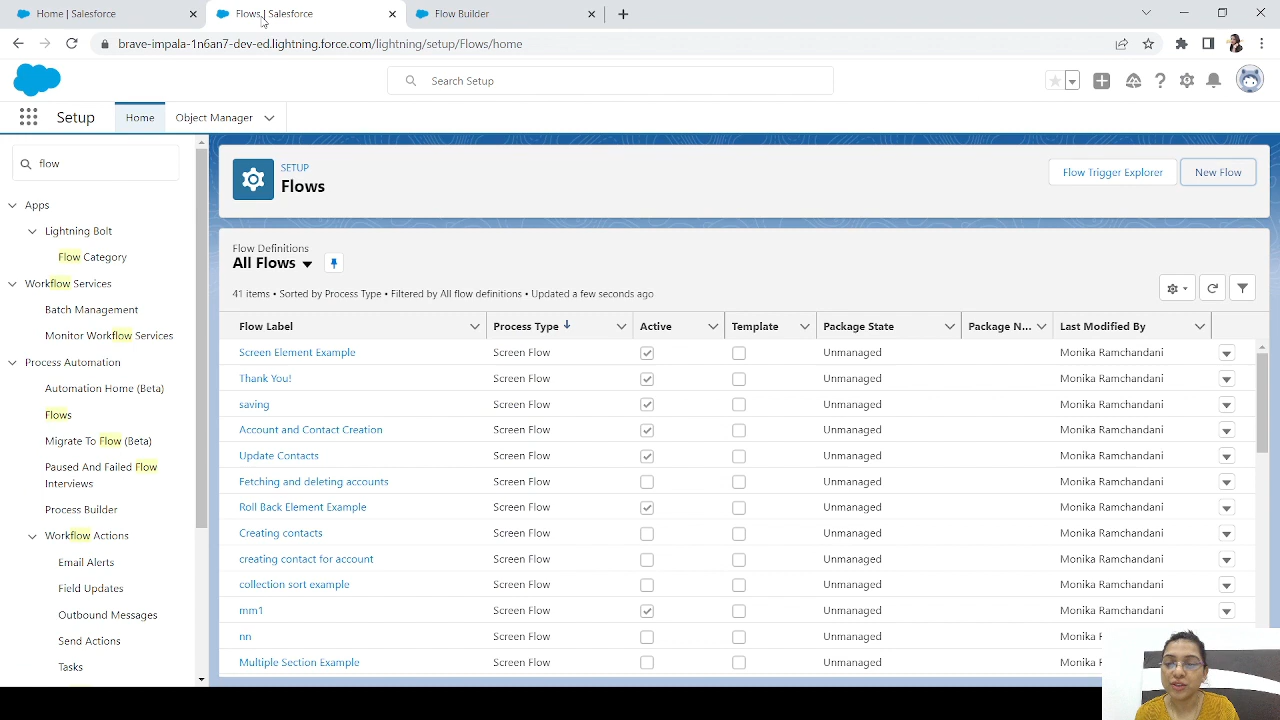 Home | Salesforce
Flows | Salesforce
Flow Builder
brave-impala-1n6an7-dev-ed.lightning.force.com/lightning/setup/Flows/home
Search Setup
Setup
Home
Object Manager
flow
Apps
Lightning Bolt
Flow Category
Workflow Services
Batch Management
Monitor Workflow Services
Process Automation
Automation Home (Beta)
Flows
Migrate To Flow (Beta)
Paused And Failed Flow
Interviews
Process Builder
Workflow Actions
Email Alerts
Field Updates
Outbound Messages
Send Actions
Tasks
SETUP
Flows
Flow Trigger Explorer
New Flow
Flow Definitions
All Flows
41 items • Sorted by Process Type • Filtered by All flow definitions • Updated a few seconds ago
Flow Label Process Type Active Template Package State Package N... Last Modified By
Screen Element Example Screen Flow Unmanaged Monika Ramchandani
Thank You! Screen Flow Unmanaged Monika Ramchandani
saving Screen Flow Unmanaged Monika Ramchandani
Account and Contact Creation Screen Flow Unmanaged Monika Ramchandani
Update Contacts Screen Flow Unmanaged Monika Ramchandani
Fetching and deleting accounts Screen Flow Unmanaged Monika Ramchandani
Roll Back Element Example Screen Flow Unmanaged Monika Ramchandani
Creating contacts Screen Flow Unmanaged Monika Ramchandani
creating contact for account Screen Flow Unmanaged Monika Ramchandani
collection sort example Screen Flow Unmanaged Monika Ramchandani
mm1 Screen Flow Unmanaged Monika Ramchandani
nn Screen Flow Unmanaged Monika
Multiple Section Example Screen Flow Unmanaged Monika